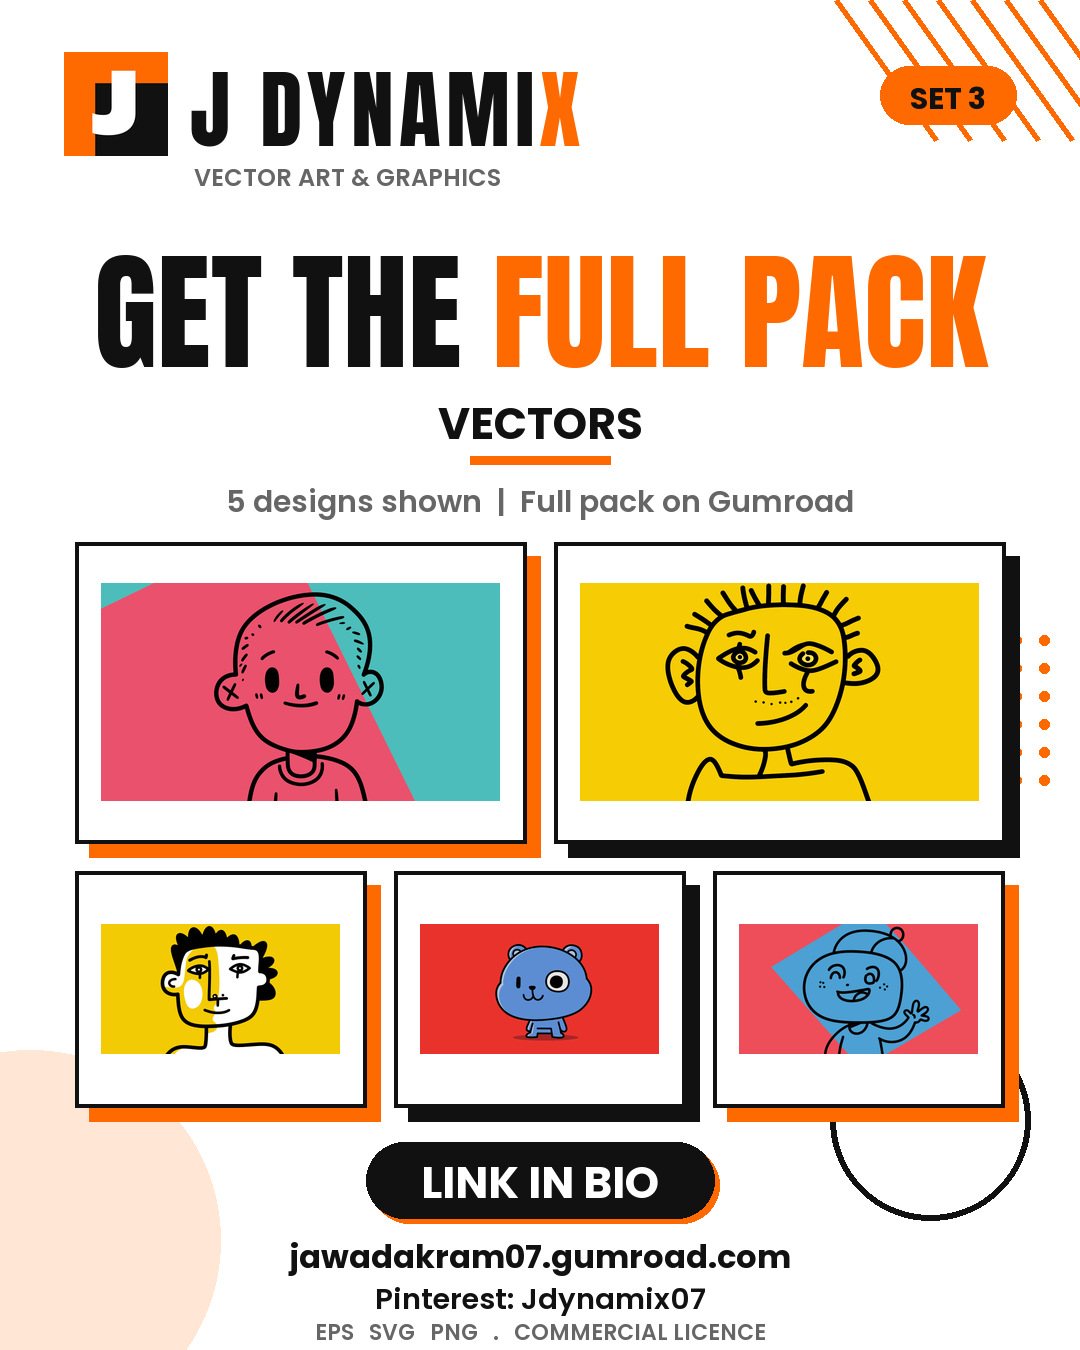 J
J DYNAMIX
VECTOR ART & GRAPHICS
SET 3
GET THE FULL PACK
VECTORS
5 designs shown | Full pack on Gumroad
LINK IN BIO
jawadakram07.gumroad.com
Pinterest: Jdynamix07
EPS SVG PNG . COMMERCIAL LICENCE